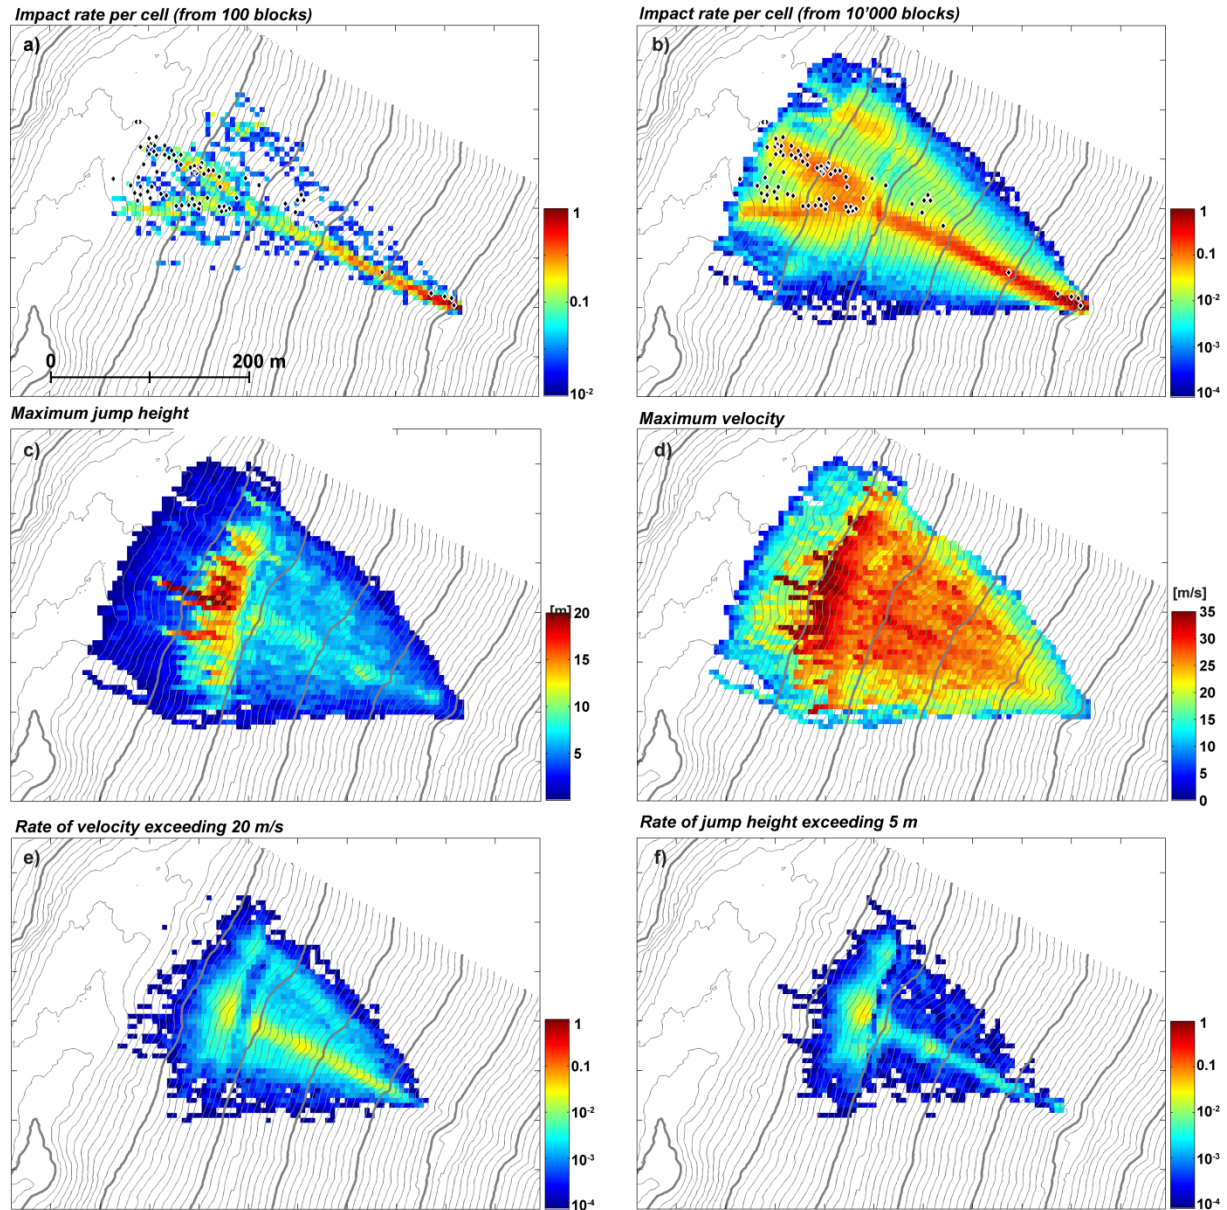 Impact rate per cell (from 100 blocks)
a)
1
0.1
10-2
0 200 m
Impact rate per cell (from 10’000 blocks)
b)
1
0.1
10-2
10-3
10-4
Maximum jump height
c)
[m]
20
15
10
5
Maximum velocity
d)
[m/s]
35
30
25
20
15
10
5
0
Rate of velocity exceeding 20 m/s
e)
1
0.1
10-2
10-3
10-4
Rate of jump height exceeding 5 m
f)
1
0.1
10-2
10-3
10-4